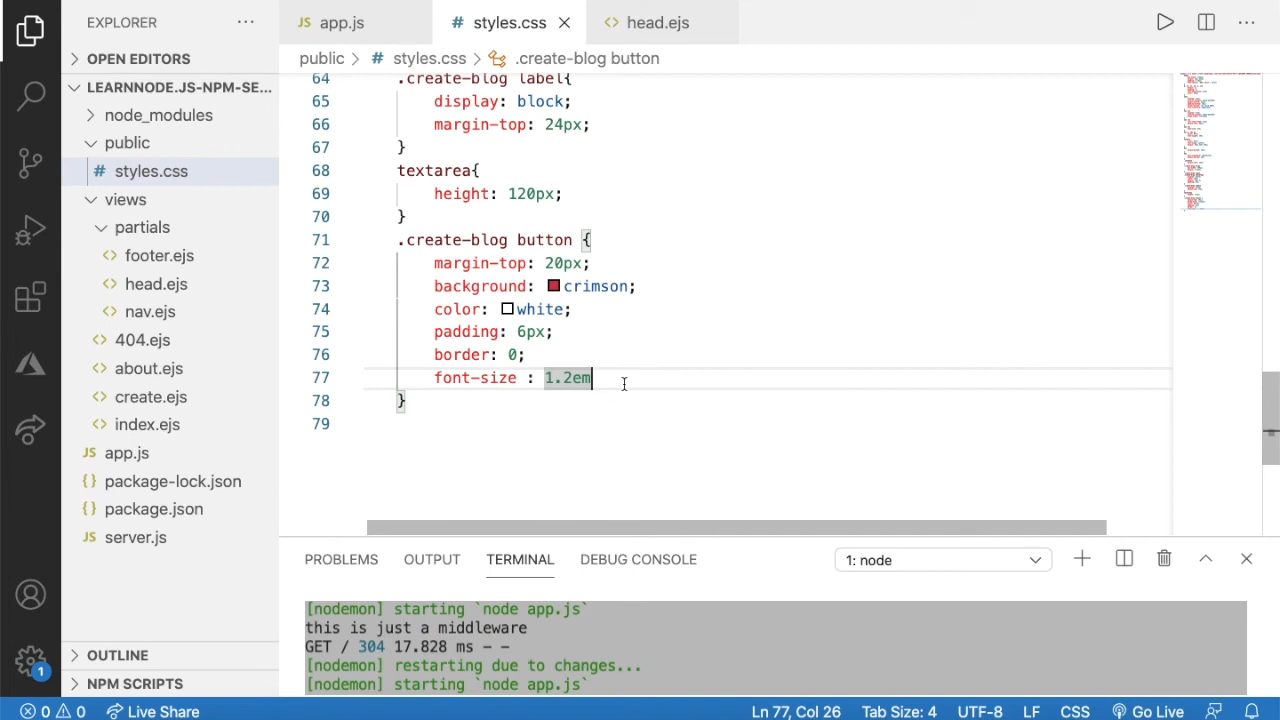 EXPLORER
OPEN EDITORS
LEARNNODE.JS-NPM-SE...
node_modules
public
# styles.css
views
partials
<> footer.ejs
<> head.ejs
<> nav.ejs
<> 404.ejs
<> about.ejs
<> create.ejs
<> index.ejs
JS app.js
{ } package-lock.json
{ } package.json
JS server.js
OUTLINE
NPM SCRIPTS
JS app.js
# styles.css
<> head.ejs
public > # styles.css > .create-blog button
64 .create-blog label{
65 display: block;
66 margin-top: 24px;
67 }
68 textarea{
69 height: 120px;
70 }
71 .create-blog button {
72 margin-top: 20px;
73 background: crimson;
74 color: white;
75 padding: 6px;
76 border: 0;
77 font-size : 1.2em
78 }
79
PROBLEMS OUTPUT TERMINAL DEBUG CONSOLE 1: node
[nodemon] starting `node app.js`
this is just a middleware
GET / 304 17.828 ms - -
[nodemon] restarting due to changes...
[nodemon] starting `node app.js`
1
0 0 Live Share Ln 77, Col 26 Tab Size: 4 UTF-8 LF CSS Go Live